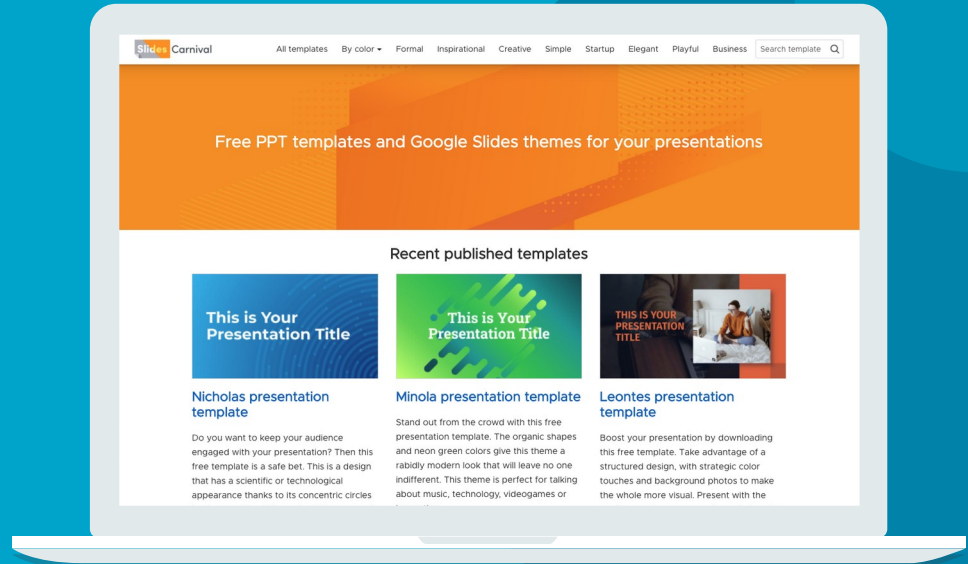 Slides Carnival
All templates By color Formal Inspirational Creative Simple Startup Elegant Playful Business Search template
Free PPT templates and Google Slides themes for your presentations
Recent published templates
This is Your
Presentation Title
Nicholas presentation
template
Do you want to keep your audience
engaged with your presentation? Then this
free template is a safe bet. This is a design
that has a scientific or technological
appearance thanks to its concentric circles
This is Your
Presentation Title
Minola presentation template
Stand out from the crowd with this free
presentation template. The organic shapes
and neon green colors give this theme a
rabidly modern look that will leave no one
indifferent. This theme is perfect for talking
about music, technology, videogames or
THIS IS YOUR
PRESENTATION
TITLE
Leontes presentation
template
Boost your presentation by downloading
this free template. Take advantage of a
structured design, with strategic color
touches and background photos to make
the whole more visual. Present with the